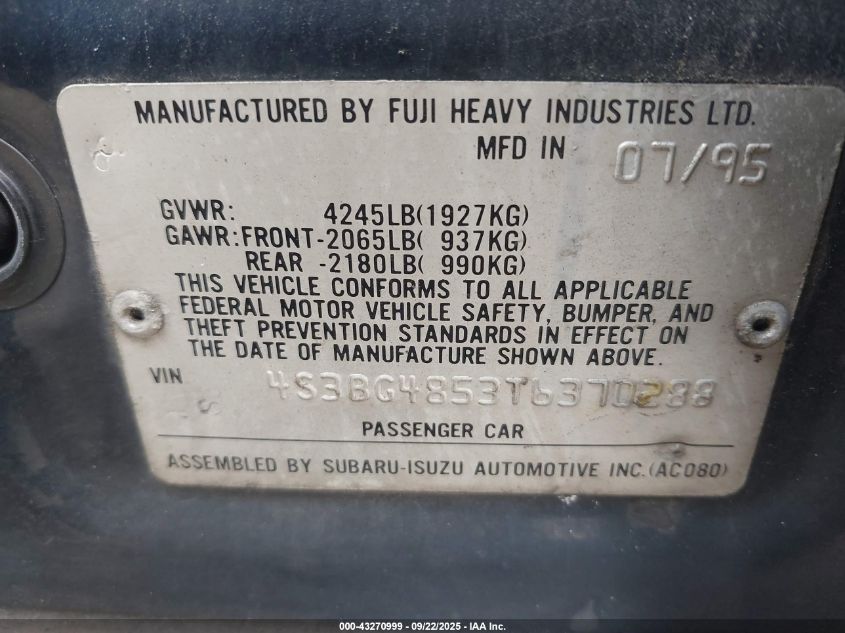 MANUFACTURED BY FUJI HEAVY INDUSTRIES LTD.
MFD IN 07/95
GVWR: 4245LB(1927KG)
GAWR:FRONT-2065LB( 937KG)
REAR -2180LB( 990KG)
THIS VEHICLE CONFORMS TO ALL APPLICABLE
FEDERAL MOTOR VEHICLE SAFETY, BUMPER, AND
THEFT PREVENTION STANDARDS IN EFFECT ON
THE DATE OF MANUFACTURE SHOWN ABOVE.
VIN 4S3BG4853T6370288
PASSENGER CAR
ASSEMBLED BY SUBARU-ISUZU AUTOMOTIVE INC.(AC080)
000-43270999 - 09/22/2025 - IAA Inc.